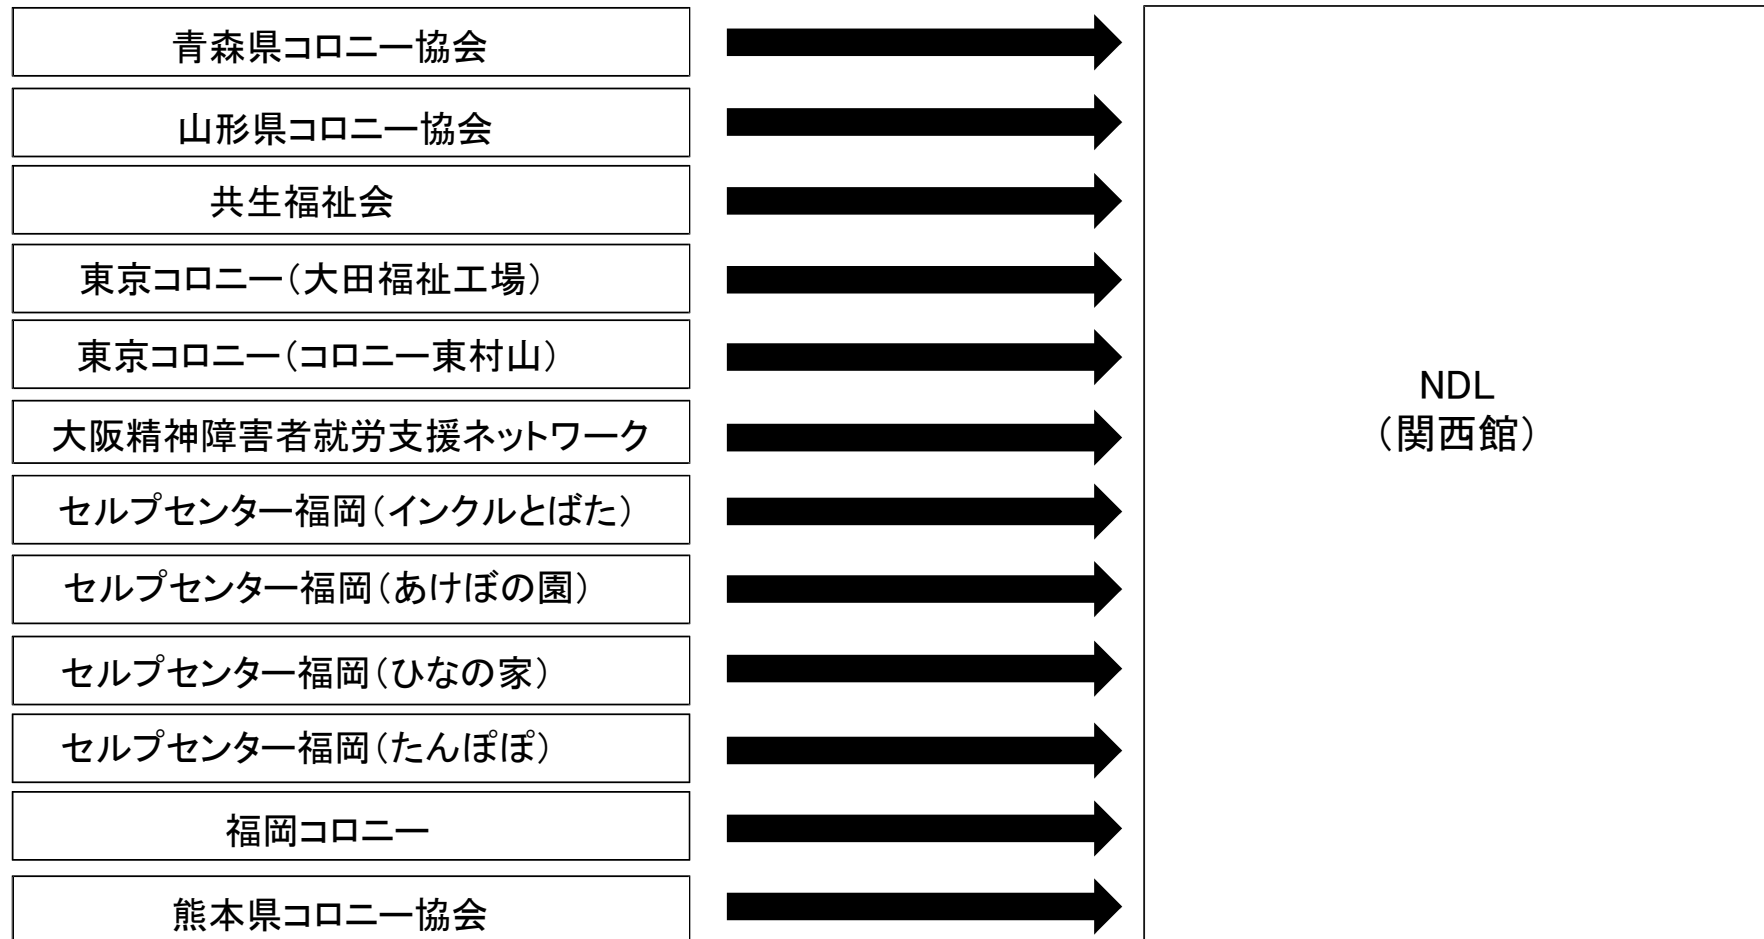 青森県コロニー協会
山形県コロニー協会
共生福祉会
東京コロニー(大田福祉工場)
東京コロニー(コロニー東村山)
大阪精神障害者就労支援ネットワーク
セルプセンター福岡(インクルとばた)
セルプセンター福岡(あけぼの園)
セルプセンター福岡(ひなの家)
セルプセンター福岡(たんぽぽ)
福岡コロニー
熊本県コロニー協会
NDL
(関西館)